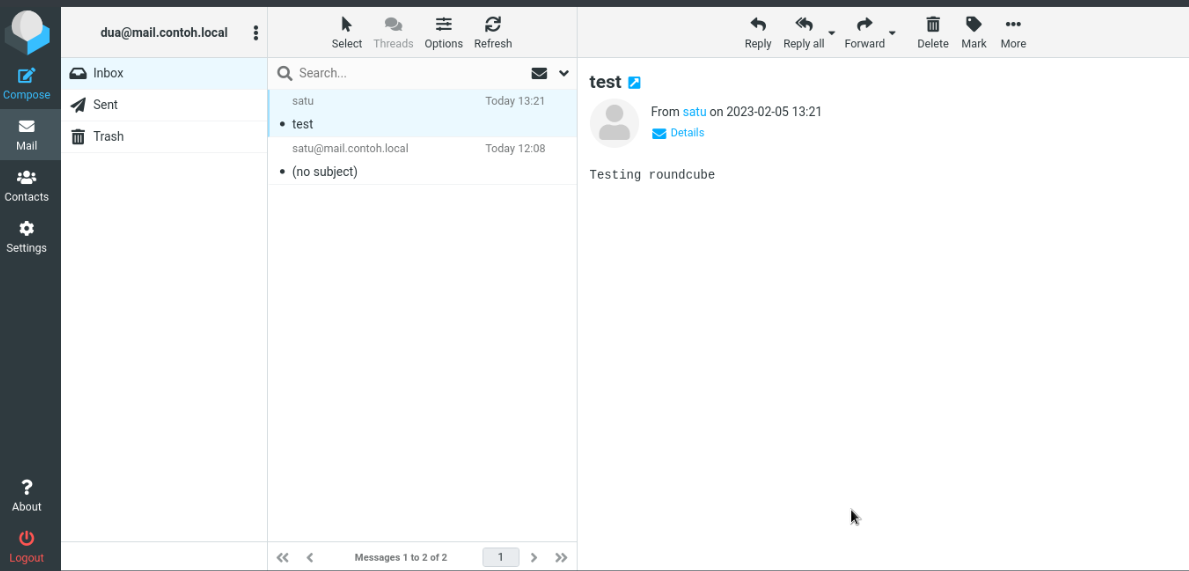 Compose
Mail
Contacts
Settings
About
Logout
dua@mail.contoh.local
Inbox
Sent
Trash
Select Threads Options Refresh
Search...
satu Today 13:21
• test
satu@mail.contoh.local Today 12:08
• (no subject)
Messages 1 to 2 of 2 1
Reply Reply all Forward Delete Mark More
test
From satu on 2023-02-05 13:21
Details
Testing roundcube